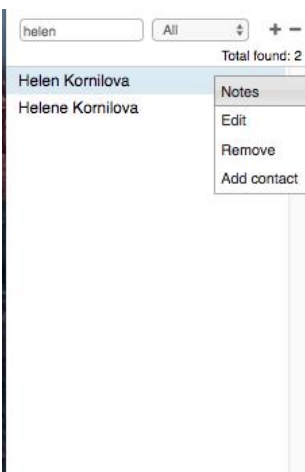 helen All + −
Total found: 2
Helen Kornilova
Helene Kornilova
Notes
Edit
Remove
Add contact